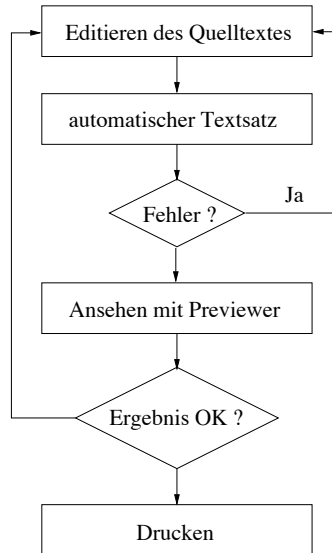 Editieren des Quelltextes
automatischer Textsatz
Fehler ?
Ja
Ansehen mit Previewer
Ergebnis OK ?
Drucken